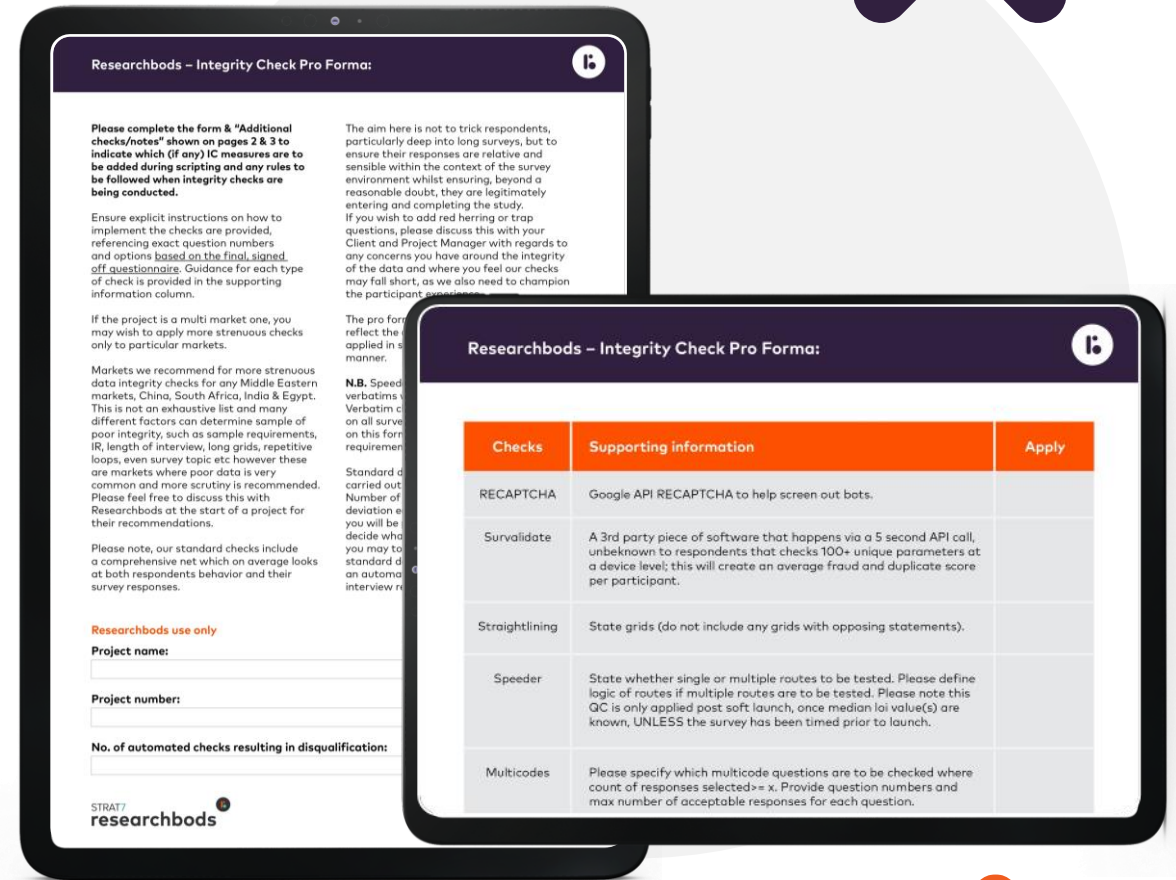 Researchbods – Integrity Check Pro Forma:
Please complete the form & "Additional
checks/notes" shown on pages 2 & 3 to
indicate which (if any) IC measures are to
be added during scripting and any rules to
be followed when integrity checks are
being conducted.
Ensure explicit instructions on how to
implement the checks are provided,
referencing exact question numbers
and options based on the final, signed
off questionnaire. Guidance for each type
of check is provided in the supporting
information column.
If the project is a multi market one, you
may wish to apply more strenuous checks
only to particular markets.
Markets we recommend for more strenuous
data integrity checks for any Middle Eastern
markets, China, South Africa, India & Egypt.
This is not an exhaustive list and many
different factors can determine sample of
poor integrity, such as sample requirements,
IR, length of interview, long grids, repetitive
loops, even survey topic etc however these
are markets where poor data is very
common and more scrutiny is recommended.
Please feel free to discuss this with
Researchbods at the start of a project for
their recommendations.
Please note, our standard checks include
a comprehensive net which on average looks
at both respondents behavior and their
survey responses.
The aim here is not to trick respondents,
particularly deep into long surveys, but to
ensure their responses are relative and
sensible within the context of the survey
environment whilst ensuring, beyond a
reasonable doubt, they are legitimately
entering and completing the study.
If you wish to add red herring or trap
questions, please discuss this with your
Client and Project Manager with regards to
any concerns you have around the integrity
of the data and where you feel our checks
may fall short, as we also need to champion
the participant experience
The pro for
reflect the
applied in s
manner.
N.B. Speed
verbatims
Verbatim c
on all surve
on this form
requiremen
Standard d
carried out
Number of
deviation e
you will be
decide wha
you may to
standard d
an automa
interview r
Researchbods use only
Project name:
Project number:
No. of automated checks resulting in disqualification:
STRAT7
researchbods
Researchbods – Integrity Check Pro Forma:
Checks Supporting information Apply
RECAPTCHA Google API RECAPTCHA to help screen out bots.
Survalidate A 3rd party piece of software that happens via a 5 second API call,
unbeknown to respondents that checks 100+ unique parameters at
a device level; this will create an average fraud and duplicate score
per participant.
Straightlining State grids (do not include any grids with opposing statements).
Speeder State whether single or multiple routes to be tested. Please define
logic of routes if multiple routes are to be tested. Please note this
QC is only applied post soft launch, once median loi value(s) are
known, UNLESS the survey has been timed prior to launch.
Multicodes Please specify which multicode questions are to be checked where
count of responses selected>= x. Provide question numbers and
max number of acceptable responses for each question.